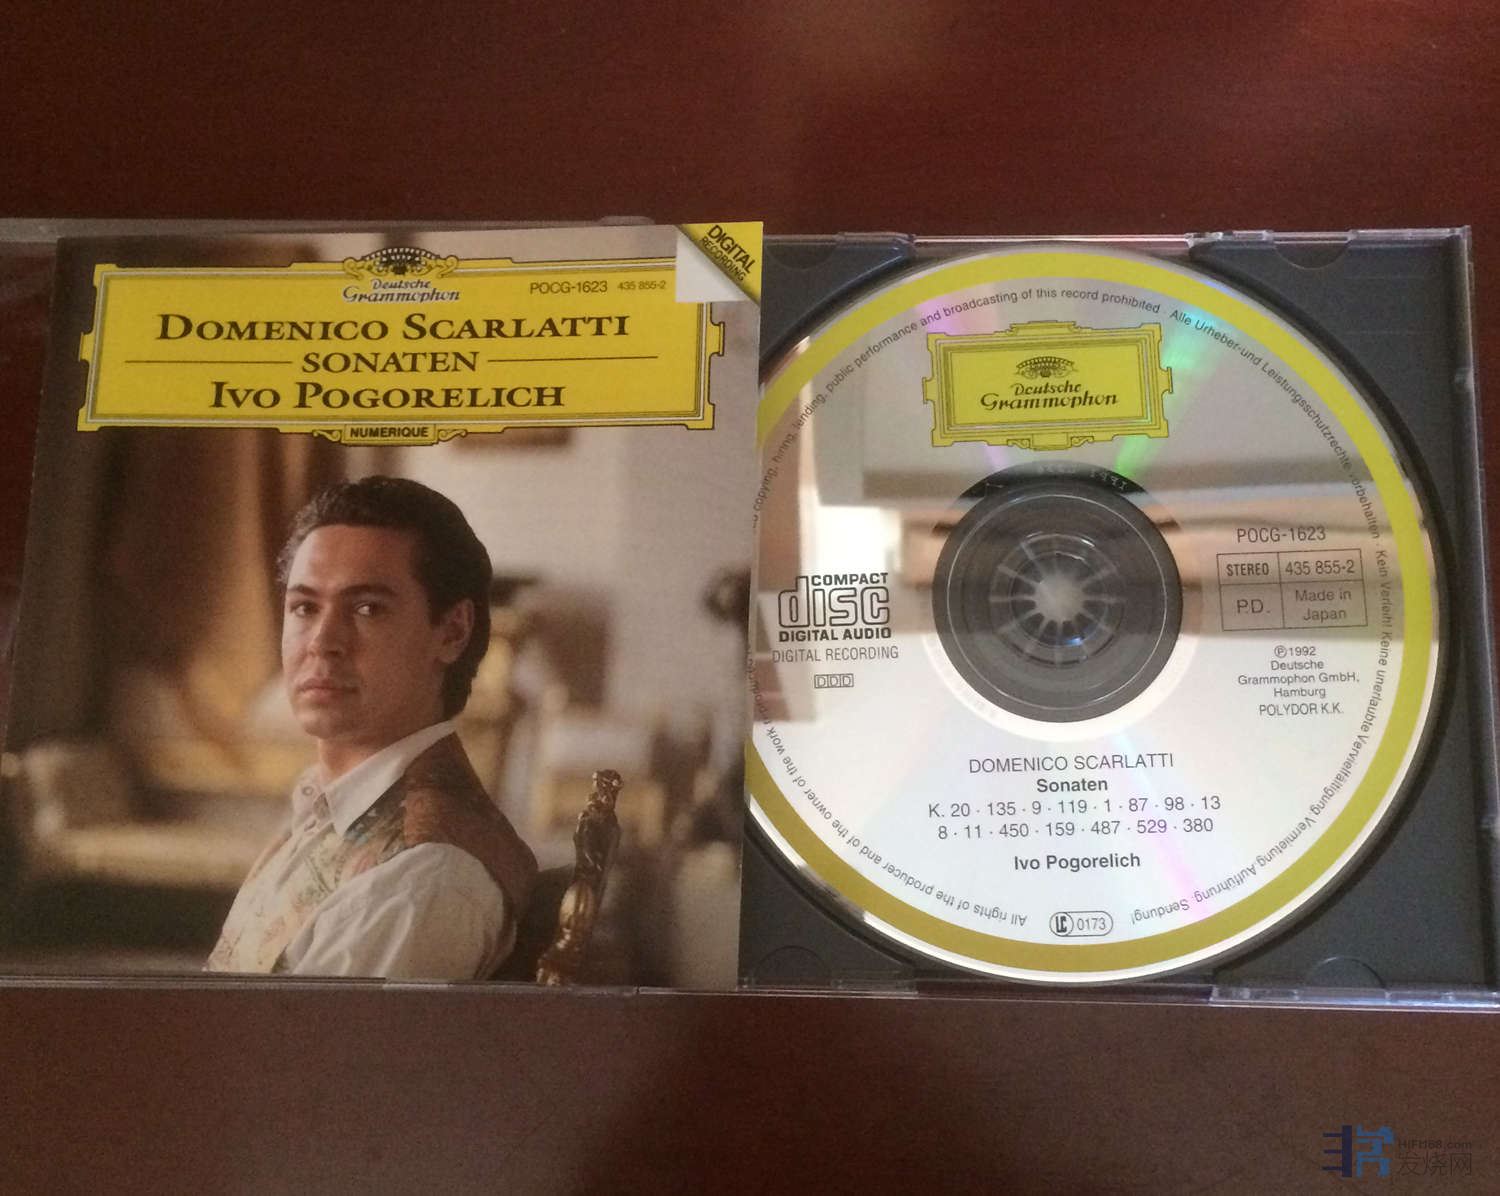 DIGITAL
RECORDING
Deutsche
Grammophon
POCG-1623 435 855-2
DOMENICO SCARLATTI
SONATEN
IVO POGORELICH
NUMERIQUE
Deutsche
Grammophon
POCG-1623
STEREO 435 855-2
P.D. Made in
Japan
℗1992
Deutsche
Grammophon GmbH,
Hamburg
POLYDOR K.K.
COMPACT
disc
DIGITAL AUDIO
DIGITAL RECORDING
DDD
DOMENICO SCARLATTI
Sonaten
K. 20 · 135 · 9 · 119 · 1 · 87 · 98 · 13
8 · 11 · 450 · 159 · 487 · 529 · 380
Ivo Pogorelich
LC 0173
All rights of the producer and of the owner of the work copying, hiring, lending, public performance and broadcasting of this record prohibited · Alle Urheber-und Leistungsschutzrechte vorbehalten · Kein Verleih! Keine unerlaubte Vervielfältigung, Vermietung, Aufführung, Sendung!
HiFi168.com
发烧网